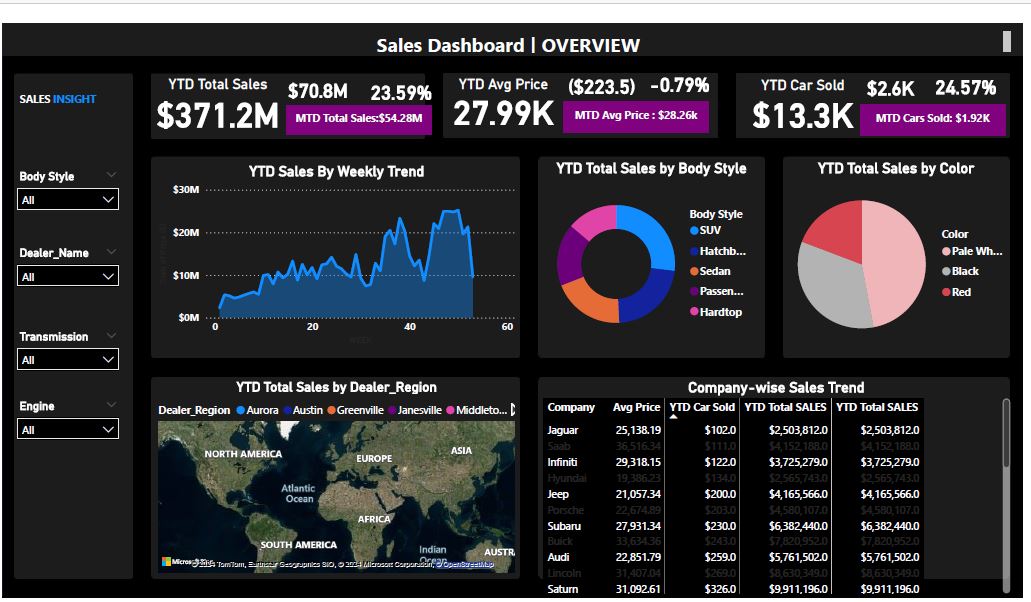 Sales Dashboard | OVERVIEW
SALES INSIGHT
Body Style
All
Dealer_Name
All
Transmission
All
Engine
All
YTD Total Sales
$371.2M
$70.8M 23.59%
MTD Total Sales:$54.28M
YTD Avg Price
27.99K
($223.5) -0.79%
MTD Avg Price : $28.26k
YTD Car Sold
$13.3K
$2.6K 24.57%
MTD Cars Sold: $1.92K
YTD Sales By Weekly Trend
$30M
$20M
$10M
$0M
0 20 40 60
WEEK
YTD Total Sales by Body Style
Body Style
SUV
Hatchb...
Sedan
Passen...
Hardtop
YTD Total Sales by Color
Color
Pale Wh...
Black
Red
YTD Total Sales by Dealer_Region
Dealer_Region Aurora Austin Greenville Janesville Middleto...
NORTH AMERICA
EUROPE
ASIA
Atlantic
Ocean
AFRICA
SOUTH AMERICA
Indian
Ocean
AUSTR
© 2024 TomTom, Earthstar Geographics SIO, © 2024 Microsoft Corporation, © OpenStreetMap
Company-wise Sales Trend
Company Avg Price YTD Car Sold YTD Total SALES YTD Total SALES
Jaguar 25,138.19 $102.0 $2,503,812.0 $2,503,812.0
Saab 36,516.34 $111.0 $4,152,188.0 $4,152,188.0
Infiniti 29,318.15 $122.0 $3,725,279.0 $3,725,279.0
Hyundai 19,386.23 $134.0 $2,565,743.0 $2,565,743.0
Jeep 21,057.34 $200.0 $4,165,566.0 $4,165,566.0
Porsche 22,674.89 $203.0 $4,580,107.0 $4,580,107.0
Subaru 27,931.34 $230.0 $6,382,440.0 $6,382,440.0
Buick 33,634.36 $243.0 $7,820,952.0 $7,820,952.0
Audi 22,851.79 $259.0 $5,761,502.0 $5,761,502.0
Lincoln 31,407.04 $269.0 $8,630,349.0 $8,630,349.0
Saturn 31,092.61 $326.0 $9,911,196.0 $9,911,196.0